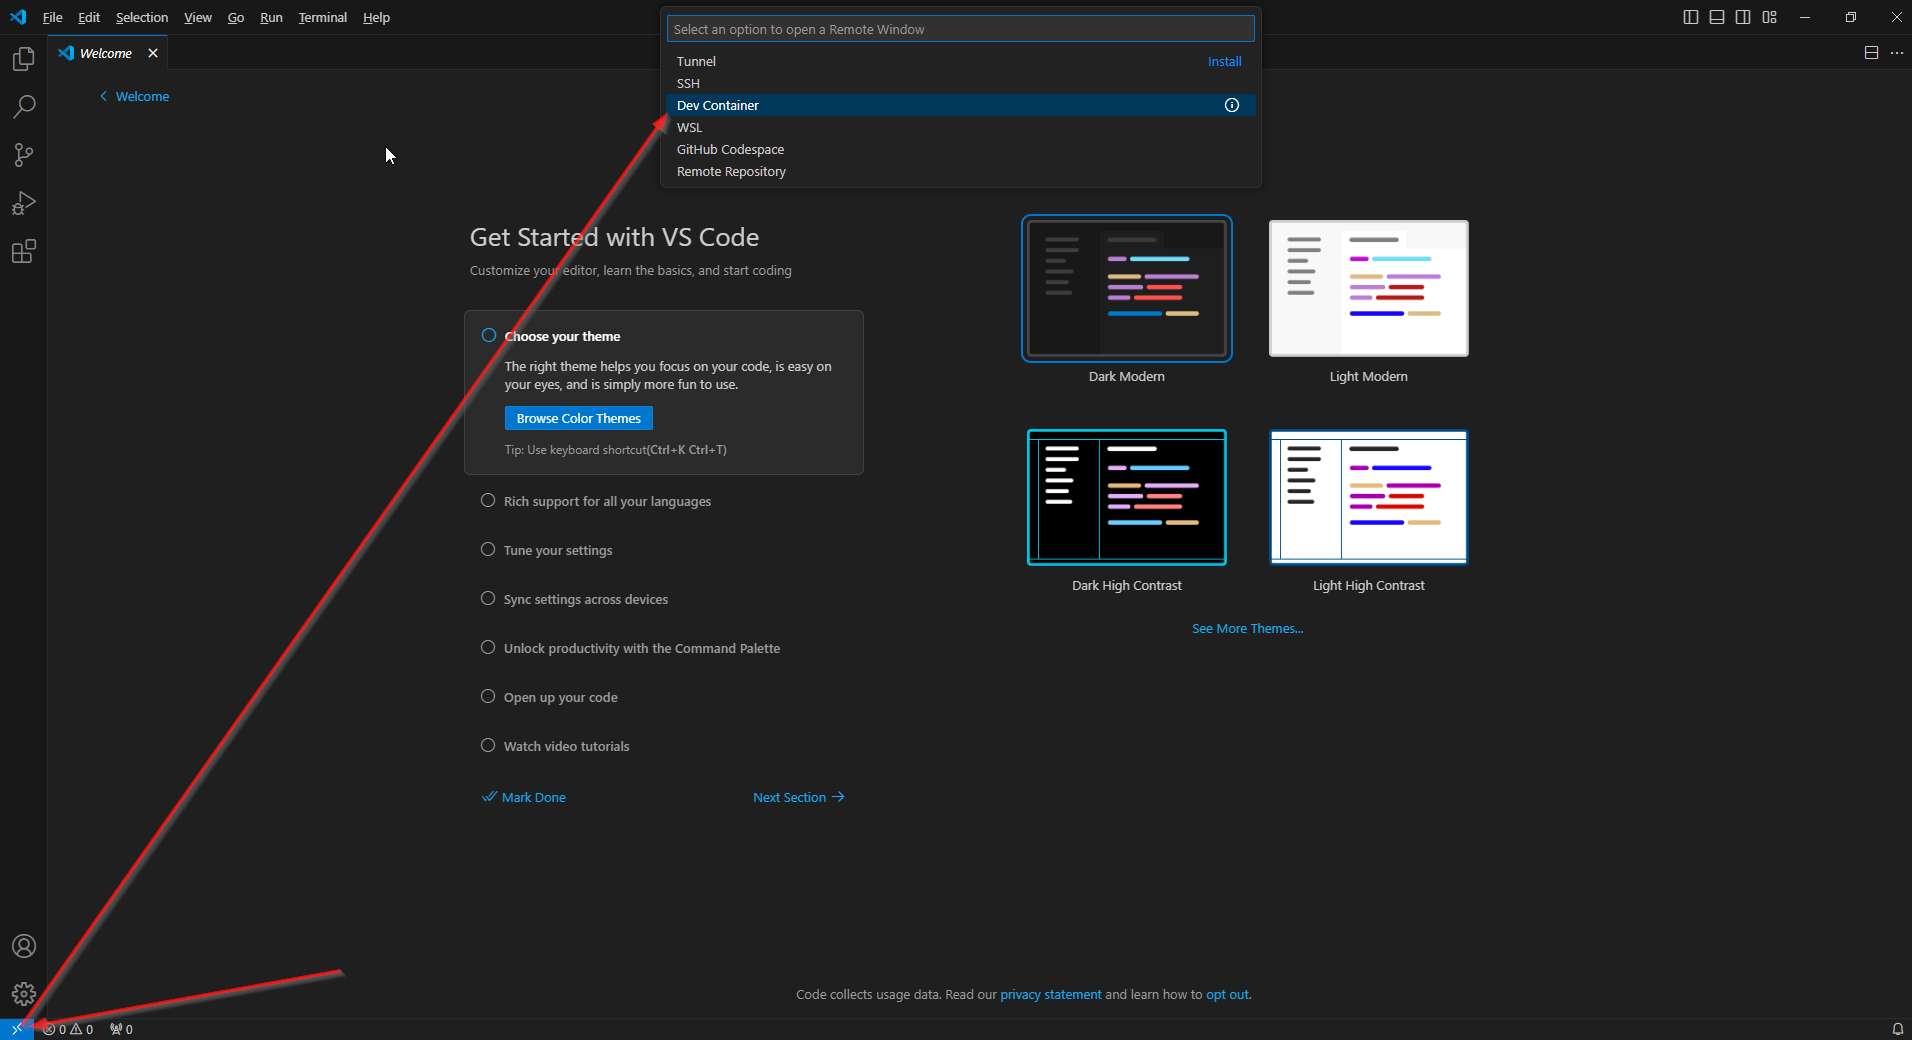 File Edit Selection View Go Run Terminal Help
Select an option to open a Remote Window
Tunnel Install
SSH
Dev Container
WSL
GitHub Codespace
Remote Repository
Welcome
Welcome
Get Started with VS Code
Customize your editor, learn the basics, and start coding
Choose your theme
The right theme helps you focus on your code, is easy on
your eyes, and is simply more fun to use.
Browse Color Themes
Tip: Use keyboard shortcut(Ctrl+K Ctrl+T)
Rich support for all your languages
Tune your settings
Sync settings across devices
Unlock productivity with the Command Palette
Open up your code
Watch video tutorials
Mark Done
Next Section
Dark Modern
Light Modern
Dark High Contrast
Light High Contrast
See More Themes...
Code collects usage data. Read our privacy statement and learn how to opt out.
0 0 0